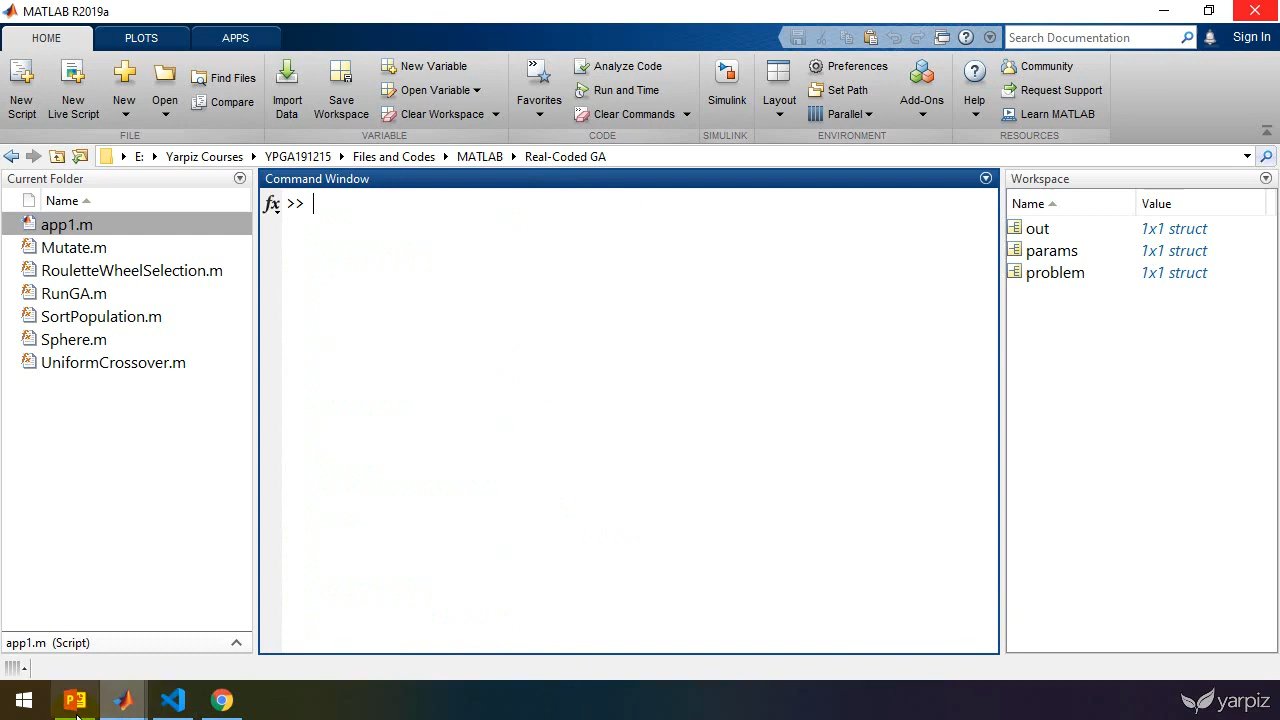 MATLAB R2019a
HOME PLOTS APPS
Search Documentation
Sign In
New Script
New Live Script
New
Open
Find Files
Compare
FILE
Import Data
Save Workspace
New Variable
Open Variable
Clear Workspace
VARIABLE
Favorites
Analyze Code
Run and Time
Clear Commands
CODE
Simulink
SIMULINK
Layout
Preferences
Set Path
Parallel
Add-Ons
ENVIRONMENT
Help
Community
Request Support
Learn MATLAB
RESOURCES
E: Yarpiz Courses YPGA191215 Files and Codes MATLAB Real-Coded GA
Current Folder
Name
app1.m
Mutate.m
RouletteWheelSelection.m
RunGA.m
SortPopulation.m
Sphere.m
UniformCrossover.m
app1.m (Script)
Command Window
fx >>
Workspace
Name Value
out 1x1 struct
params 1x1 struct
problem 1x1 struct
yarpiz